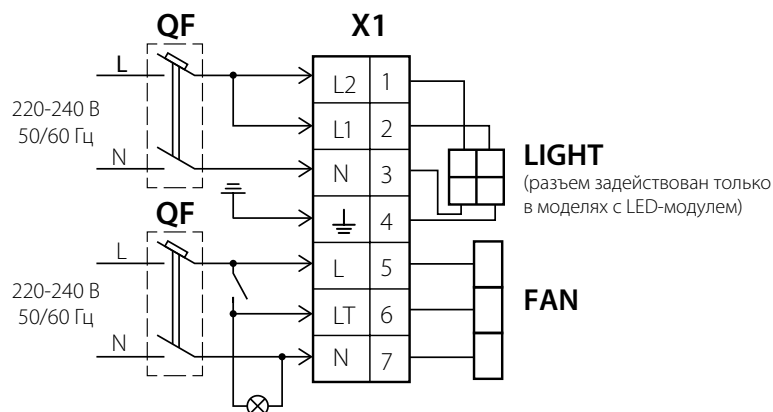 QF
X1
L
L2
1
220-240 В
50/60 Гц
L1
2
N
N
3
LIGHT
(разъем задействован только
в моделях с LED-модулем)
4
QF
L
L
5
220-240 В
50/60 Гц
LT
6
FAN
N
N
7